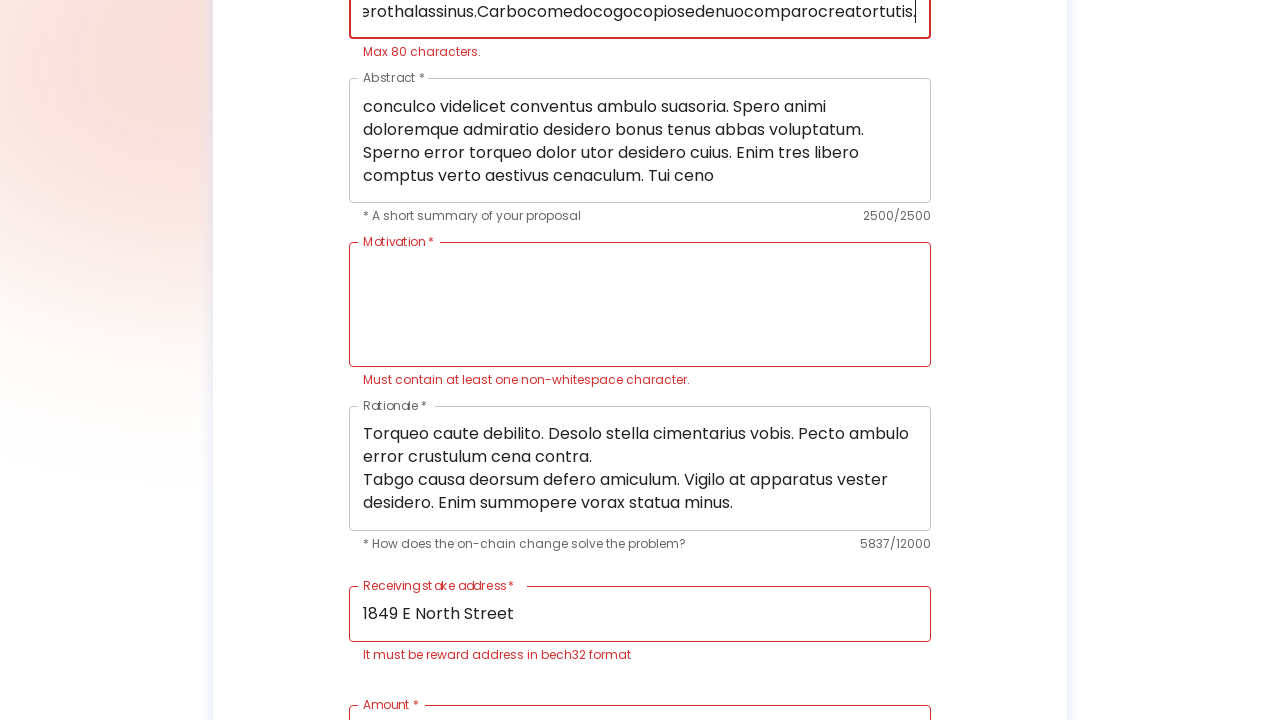 erothalassinus.Carbocomedocogocopiosedenuocomparocreatortutis.
Max 80 characters.
Abstract *
conculco videlicet conventus ambulo suasoria. Spero animi
doloremque admiratio desidero bonus tenus abbas voluptatum.
Sperno error torqueo dolor utor desidero cuius. Enim tres libero
comptus verto aestivus cenaculum. Tui ceno
* A short summary of your proposal 2500/2500
Motivation *
Must contain at least one non-whitespace character.
Rationale *
Torqueo caute debilito. Desolo stella cimentarius vobis. Pecto ambulo
error crustulum cena contra.
Tabgo causa deorsum defero amiculum. Vigilo at apparatus vester
desidero. Enim summopere vorax statua minus.
* How does the on-chain change solve the problem? 5837/12000
Receiving stake address *
1849 E North Street
It must be reward address in bech32 format
Amount *